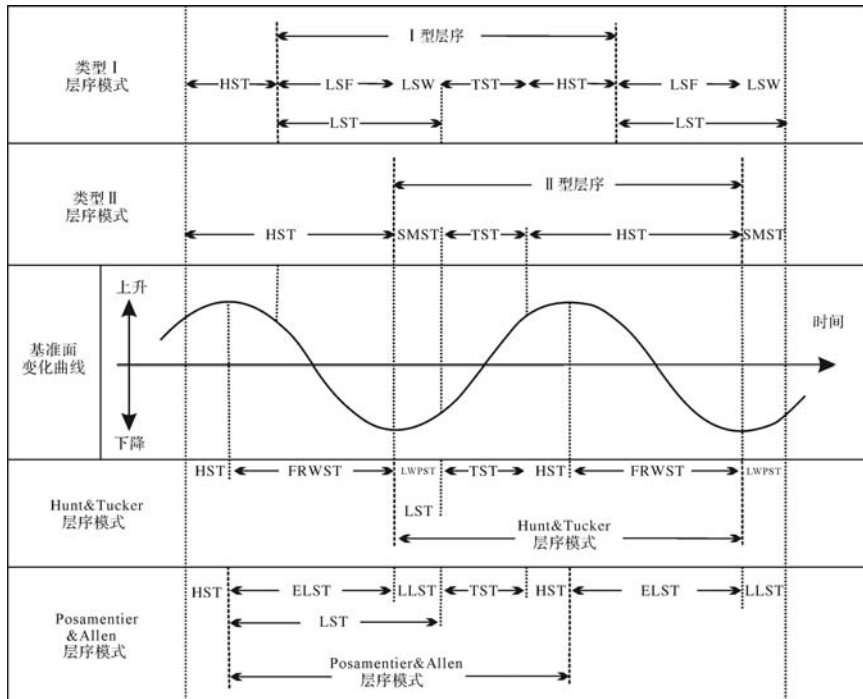 Ⅰ型层序
类型Ⅰ
层序模式
HST LSF LSW TST HST LSF LSW
LST LST
Ⅱ型层序
类型Ⅱ
层序模式
HST SMST TST HST SMST
上升
时间
基准面
变化曲线
下降
HST FRWST LWPST TST HST FRWST LWPST
Hunt&Tucker
层序模式
LST
Hunt&Tucker
层序模式
HST ELST LLST TST HST ELST LLST
LST
Posamentier
&Allen
层序模式
Posamentier&Allen
层序模式